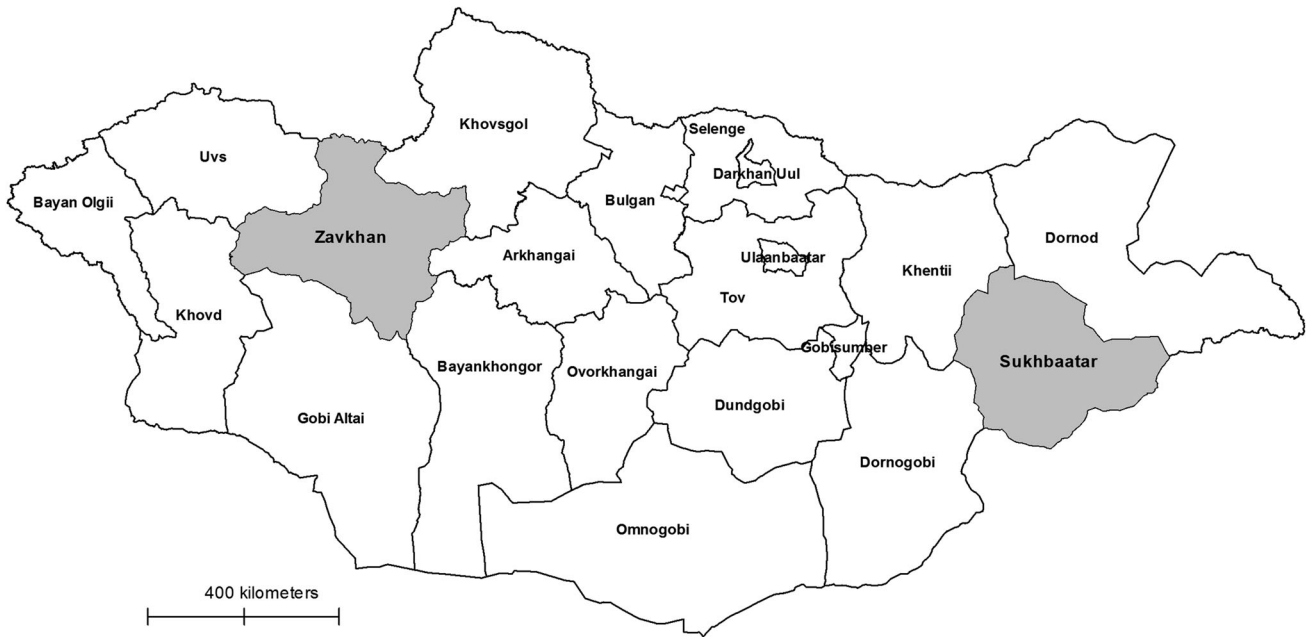 Khovsgol
Selenge
Uvs
Darkhan Uul
Bayan Olgii
Bulgan
Zavkhan
Dornod
Arkhangai
Ulaanbaatar
Khentii
Tov
Khovd
Gobisumber
Sukhbaatar
Bayankhongor
Ovorkhangai
Dundgobi
Gobi Altai
Dornogobi
Omnogobi
400 kilometers